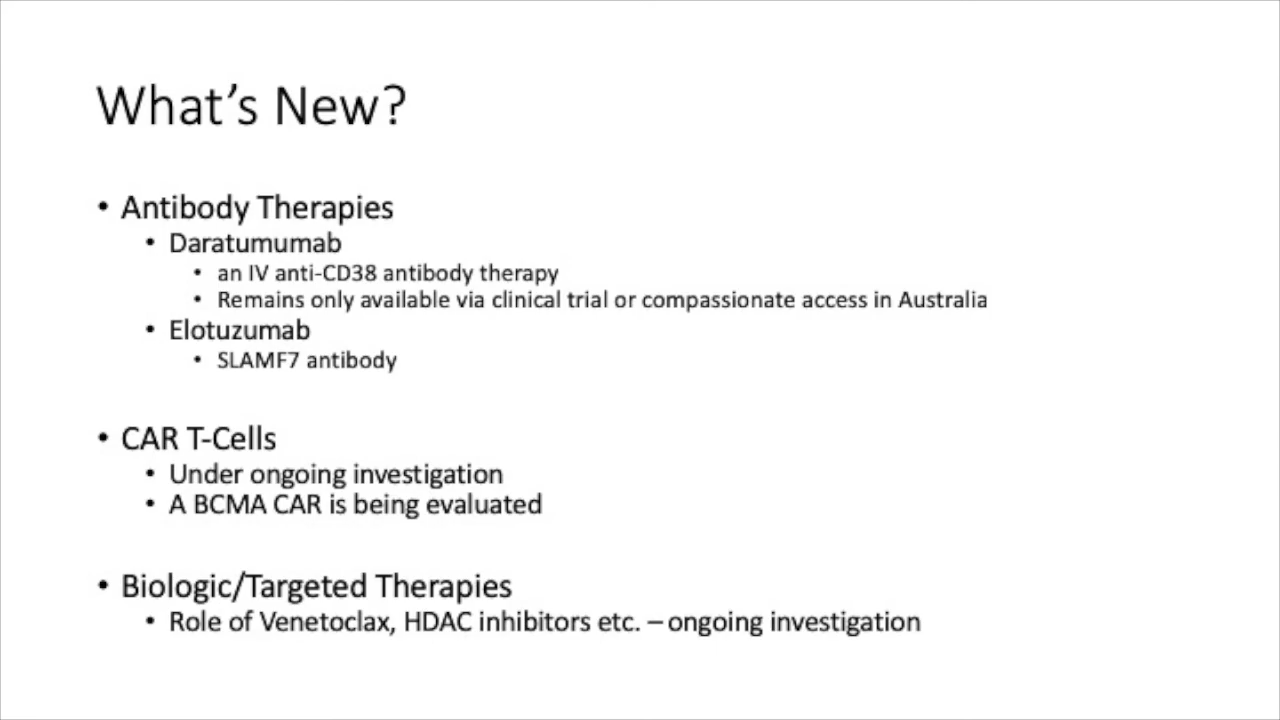 What’s New?
• Antibody Therapies
• Daratumumab
• an IV anti-CD38 antibody therapy
• Remains only available via clinical trial or compassionate access in Australia
• Elotuzumab
• SLAMF7 antibody
• CAR T-Cells
• Under ongoing investigation
• A BCMA CAR is being evaluated
• Biologic/Targeted Therapies
• Role of Venetoclax, HDAC inhibitors etc. – ongoing investigation